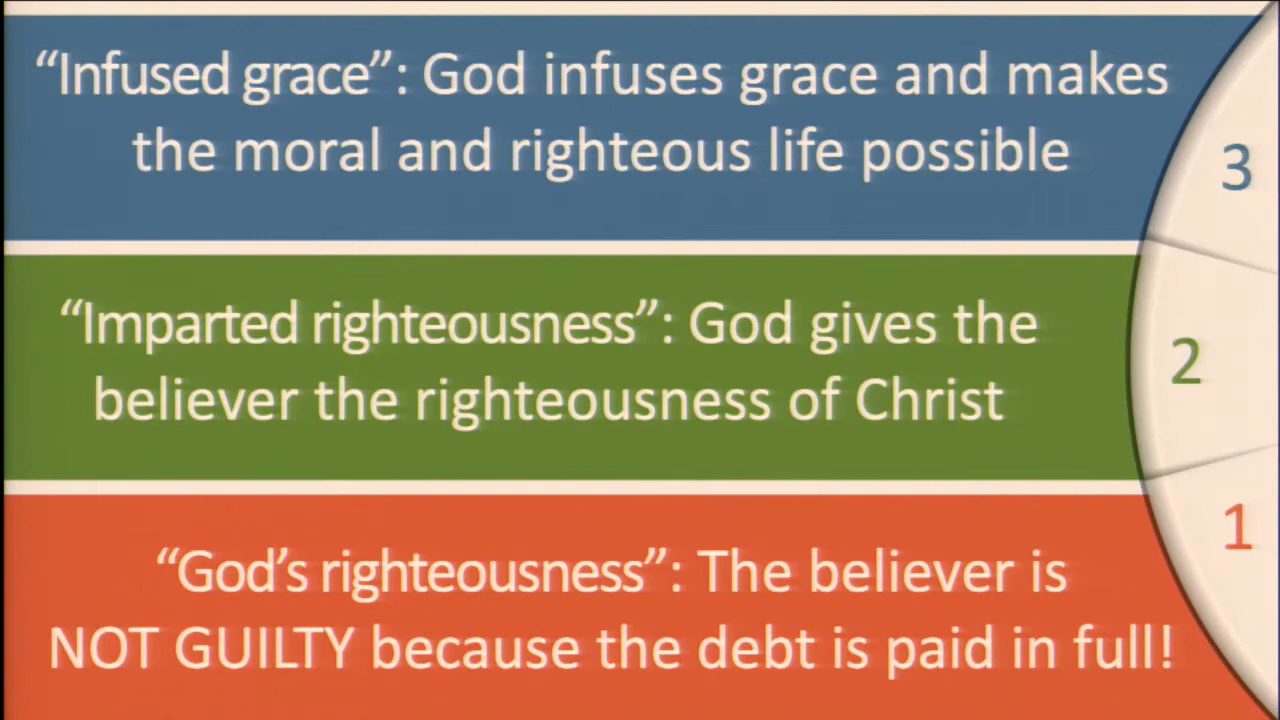 “Infused grace”: God infuses grace and makes
the moral and righteous life possible
3
“Imparted righteousness”: God gives the
believer the righteousness of Christ
2
“God’s righteousness”: The believer is
NOT GUILTY because the debt is paid in full!
1